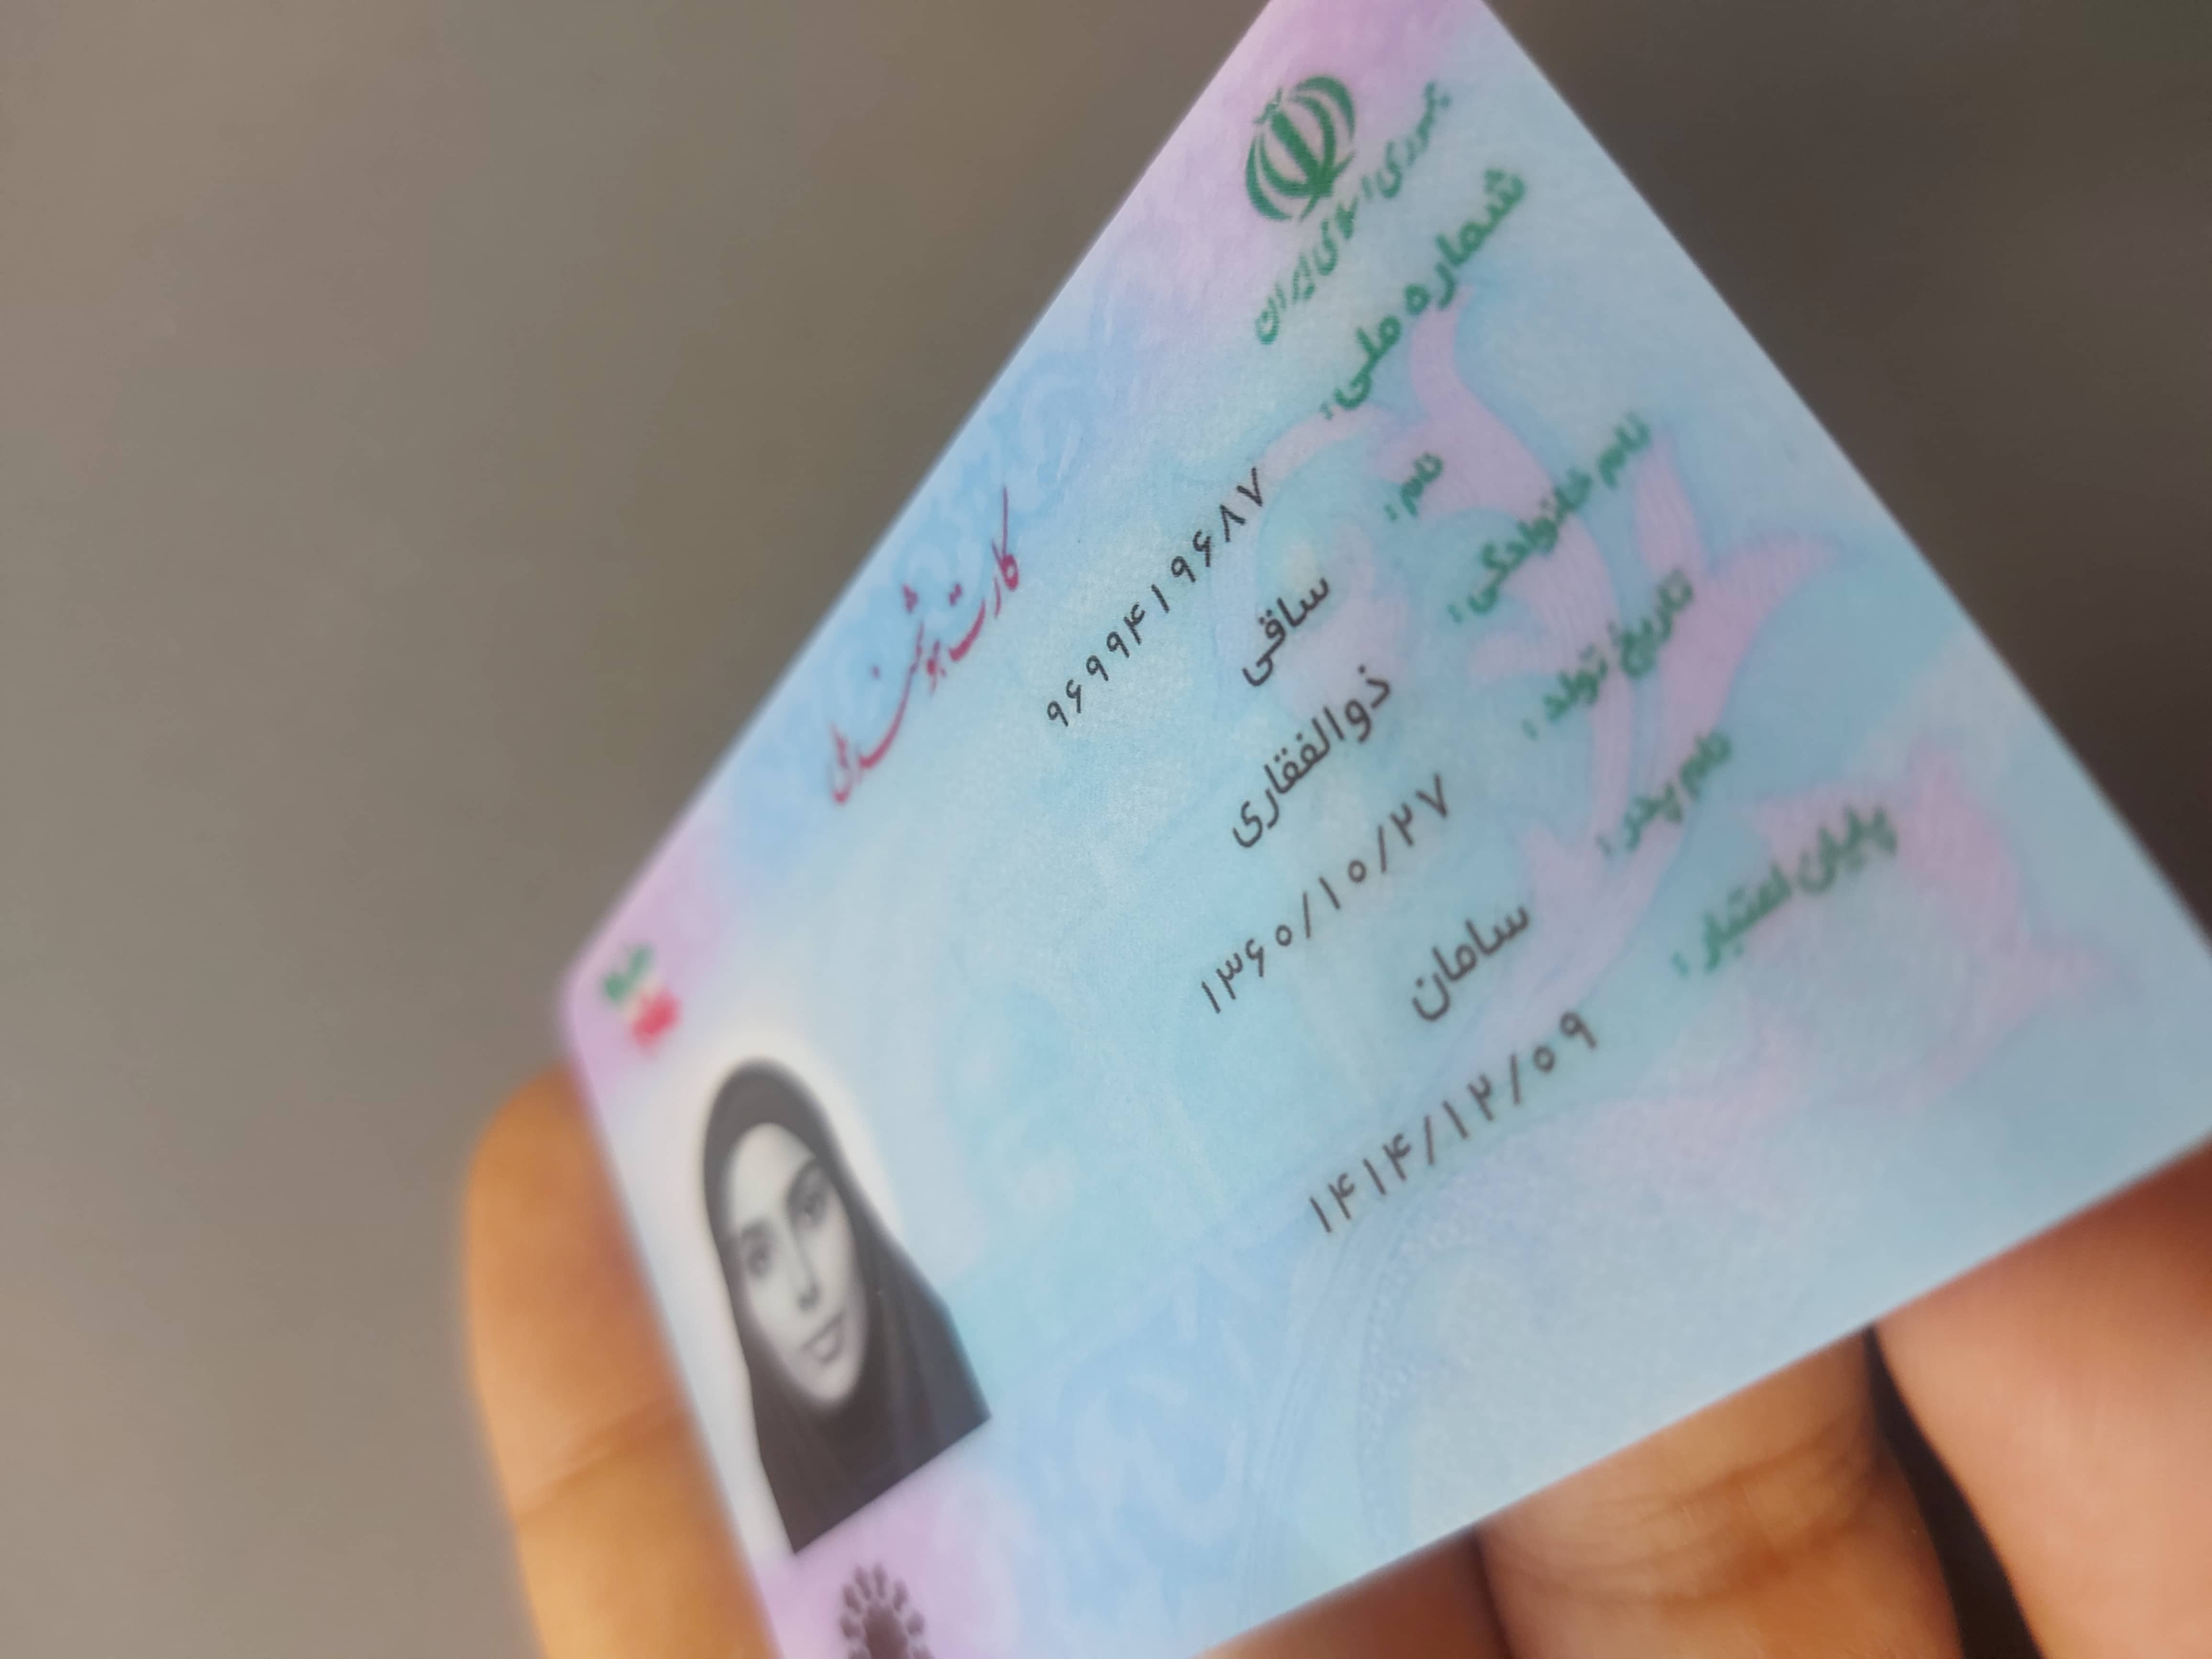 جمهوری اسلامی ایران
کارت هوشمند ملی
شماره ملی: ۹۶۹۹۴۱۹۶۸۷
نام: ساقی
نام خانوادگی: ذوالفقاری
تاریخ تولد: ۱۳۶۰/۱۰/۲۷
نام پدر: سامان
پایان اعتبار: ۱۴۱۴/۱۲/۰۹